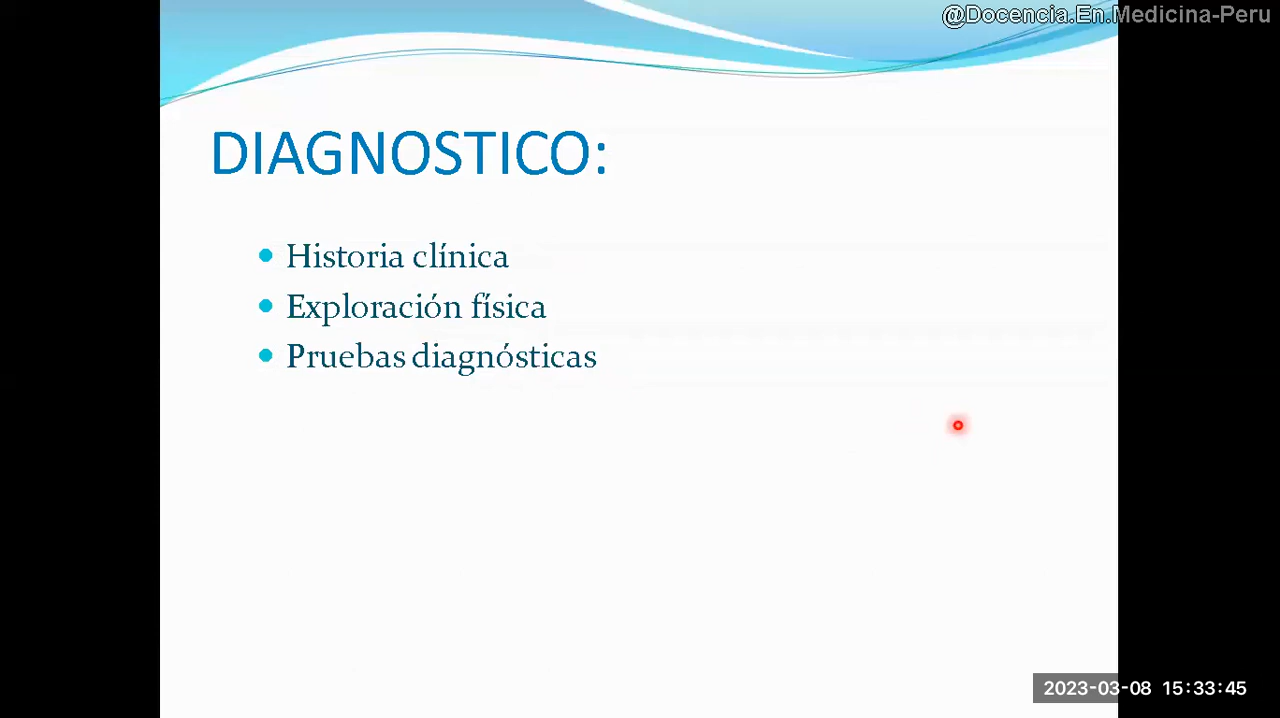 @Docencia.En.Medicina-Peru
DIAGNOSTICO:
• Historia clínica
• Exploración física
• Pruebas diagnósticas
2023-03-08 15:33:45